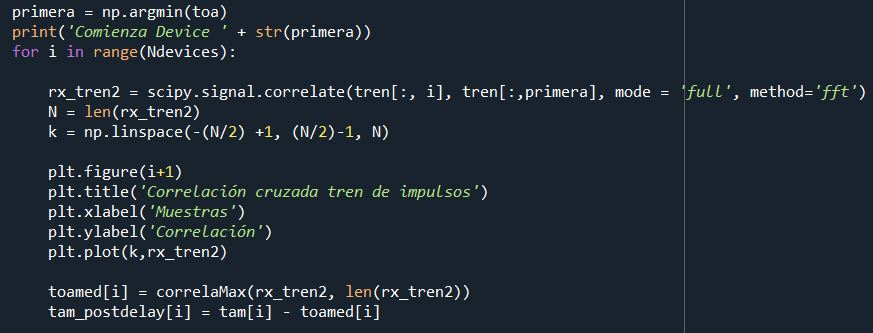 primera = np.argmin(toa)
print('Comienza Device ' + str(primera))
for i in range(Ndevices):
rx_tren2 = scipy.signal.correlate(tren[:, i], tren[:,primera], mode = 'full', method='fft')
N = len(rx_tren2)
k = np.linspace(-(N/2) +1, (N/2)-1, N)
plt.figure(i+1)
plt.title('Correlación cruzada tren de impulsos')
plt.xlabel('Muestras')
plt.ylabel('Correlación')
plt.plot(k,rx_tren2)
toamed[i] = correlaMax(rx_tren2, len(rx_tren2))
tam_postdelay[i] = tam[i] - toamed[i]